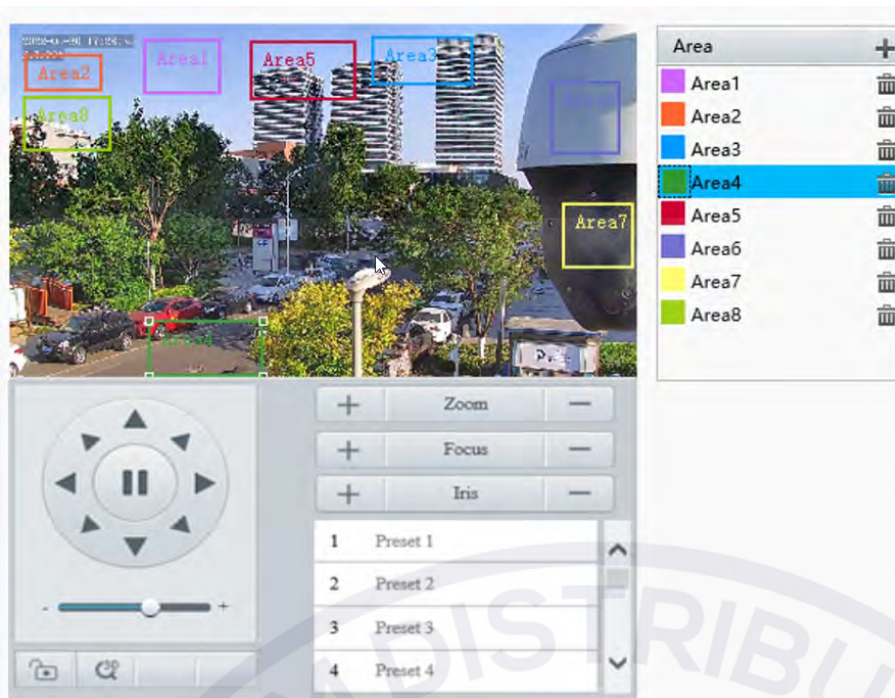 Area1
Area5
Area3
Area2
Area8
Area7
Area4
Area +
Area1
Area2
Area3
Area4
Area5
Area6
Area7
Area8
+ Zoom −
+ Focus −
+ Iris −
1 Preset 1
2 Preset 2
3 Preset 3
4 Preset 4
- +
DISTRIBU